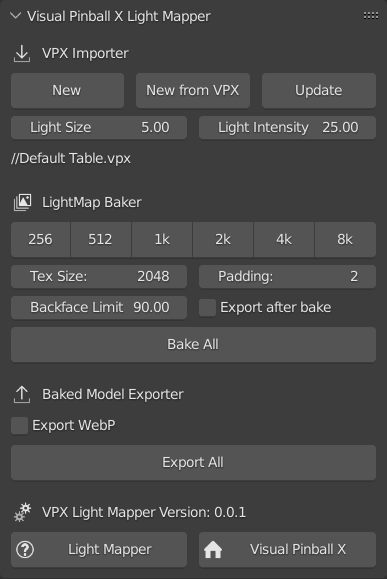 Visual Pinball X Light Mapper
VPX Importer
New New from VPX Update
Light Size 5.00 Light Intensity 25.00
//Default Table.vpx
LightMap Baker
256 512 1k 2k 4k 8k
Tex Size: 2048 Padding: 2
Backface Limit 90.00 Export after bake
Bake All
Baked Model Exporter
Export WebP
Export All
VPX Light Mapper Version: 0.0.1
Light Mapper Visual Pinball X